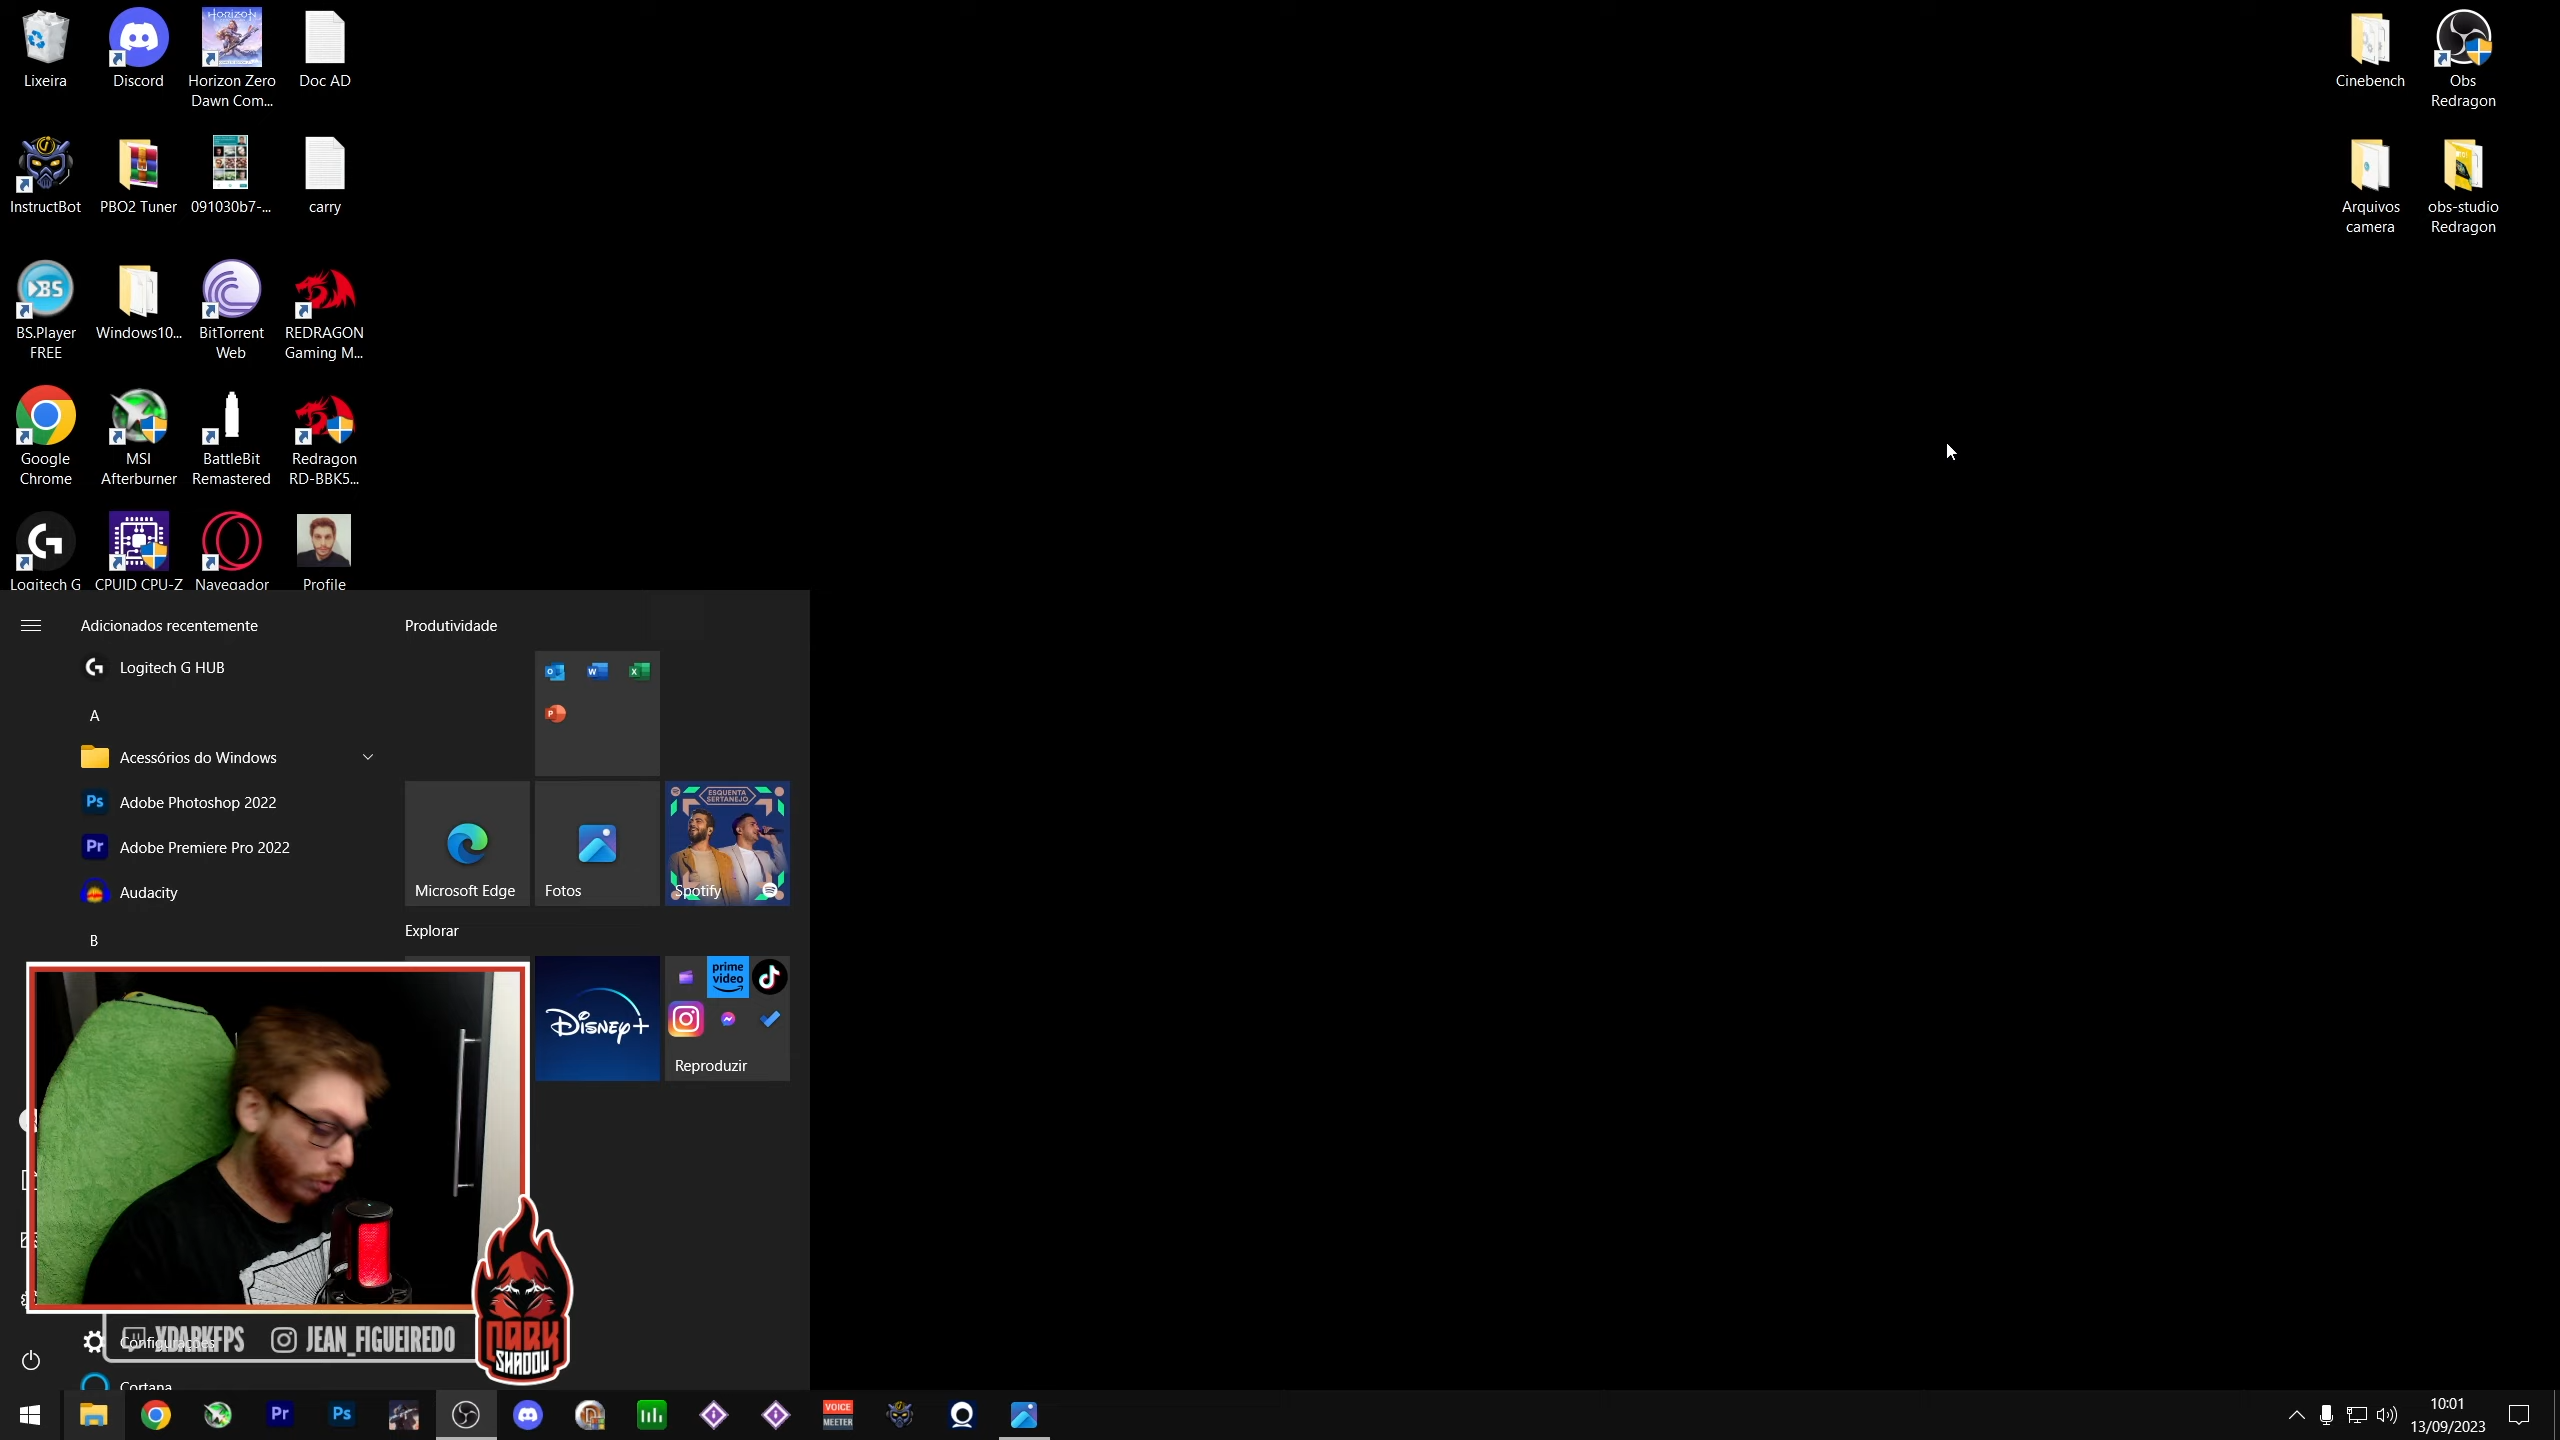 Lixeira
Discord
Horizon Zero
Dawn Com...
Doc AD
Cinebench
Obs
Redragon
InstructBot
PBO2 Tuner
091030b7-...
carry
Arquivos
camera
obs-studio
Redragon
BS.Player
FREE
Windows10...
BitTorrent
Web
REDRAGON
Gaming M...
Google
Chrome
MSI
Afterburner
BattleBit
Remastered
Redragon
RD-BBK5...
Logitech G
CPUID CPU-Z
Navegador
Profile
Adicionados recentemente
Produtividade
Logitech G HUB
A
Acessórios do Windows
Adobe Photoshop 2022
Adobe Premiere Pro 2022
Audacity
B
ESQUENTA
SERTANEJO
Microsoft Edge
Fotos
Spotify
Explorar
Disney+
prime
video
Reproduzir
XDARKFPS
JEAN_FIGUEIREDO
Configurações
DARK
SHADOW
Cortana
VOICE
MEETER
10:01
13/09/2023